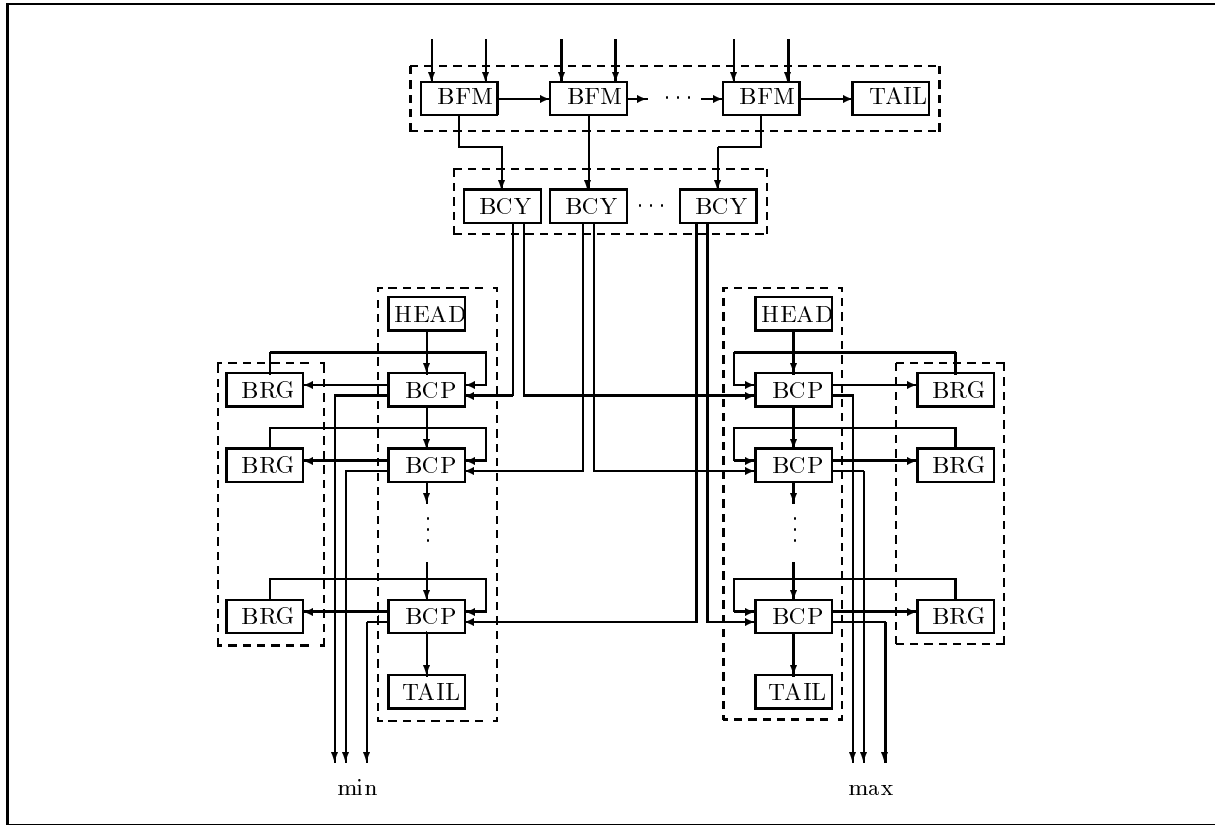 BFM BFM · · · BFM TAIL
BCY BCY · · · BCY
HEAD HEAD
BRG BCP BCP BRG
BRG BCP BCP BRG
BRG BCP BCP BRG
TAIL TAIL
min max